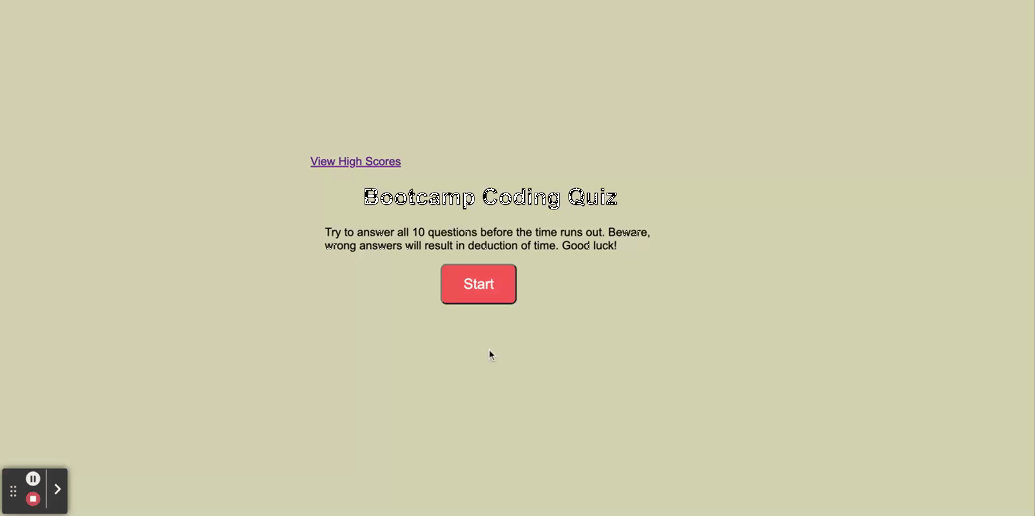 View High Scores
Bootcamp Coding Quiz
Try to answer all 10 questions before the time runs out. Beware,
wrong answers will result in deduction of time. Good luck!
Start